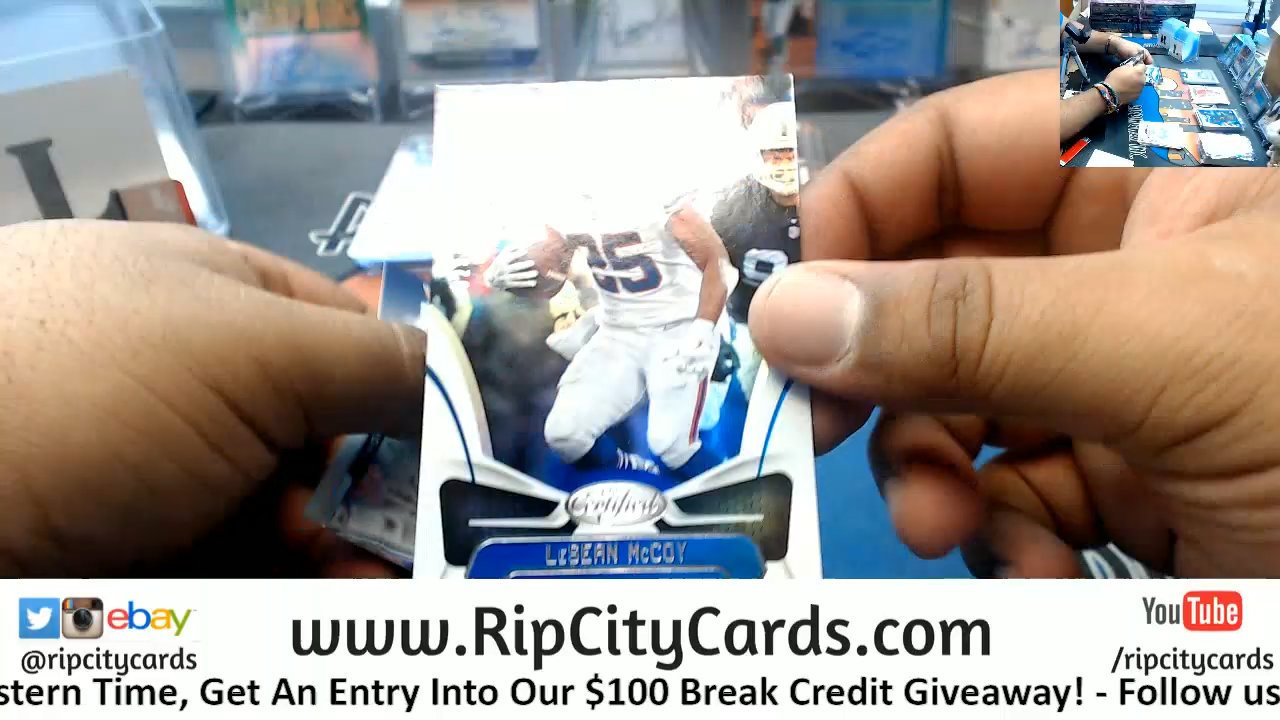 25
Certified
LeSEAN McCOY
ebay
@ripcitycards
www.RipCityCards.com
YouTube
/ripcitycards
stern Time, Get An Entry Into Our $100 Break Credit Giveaway! - Follow us